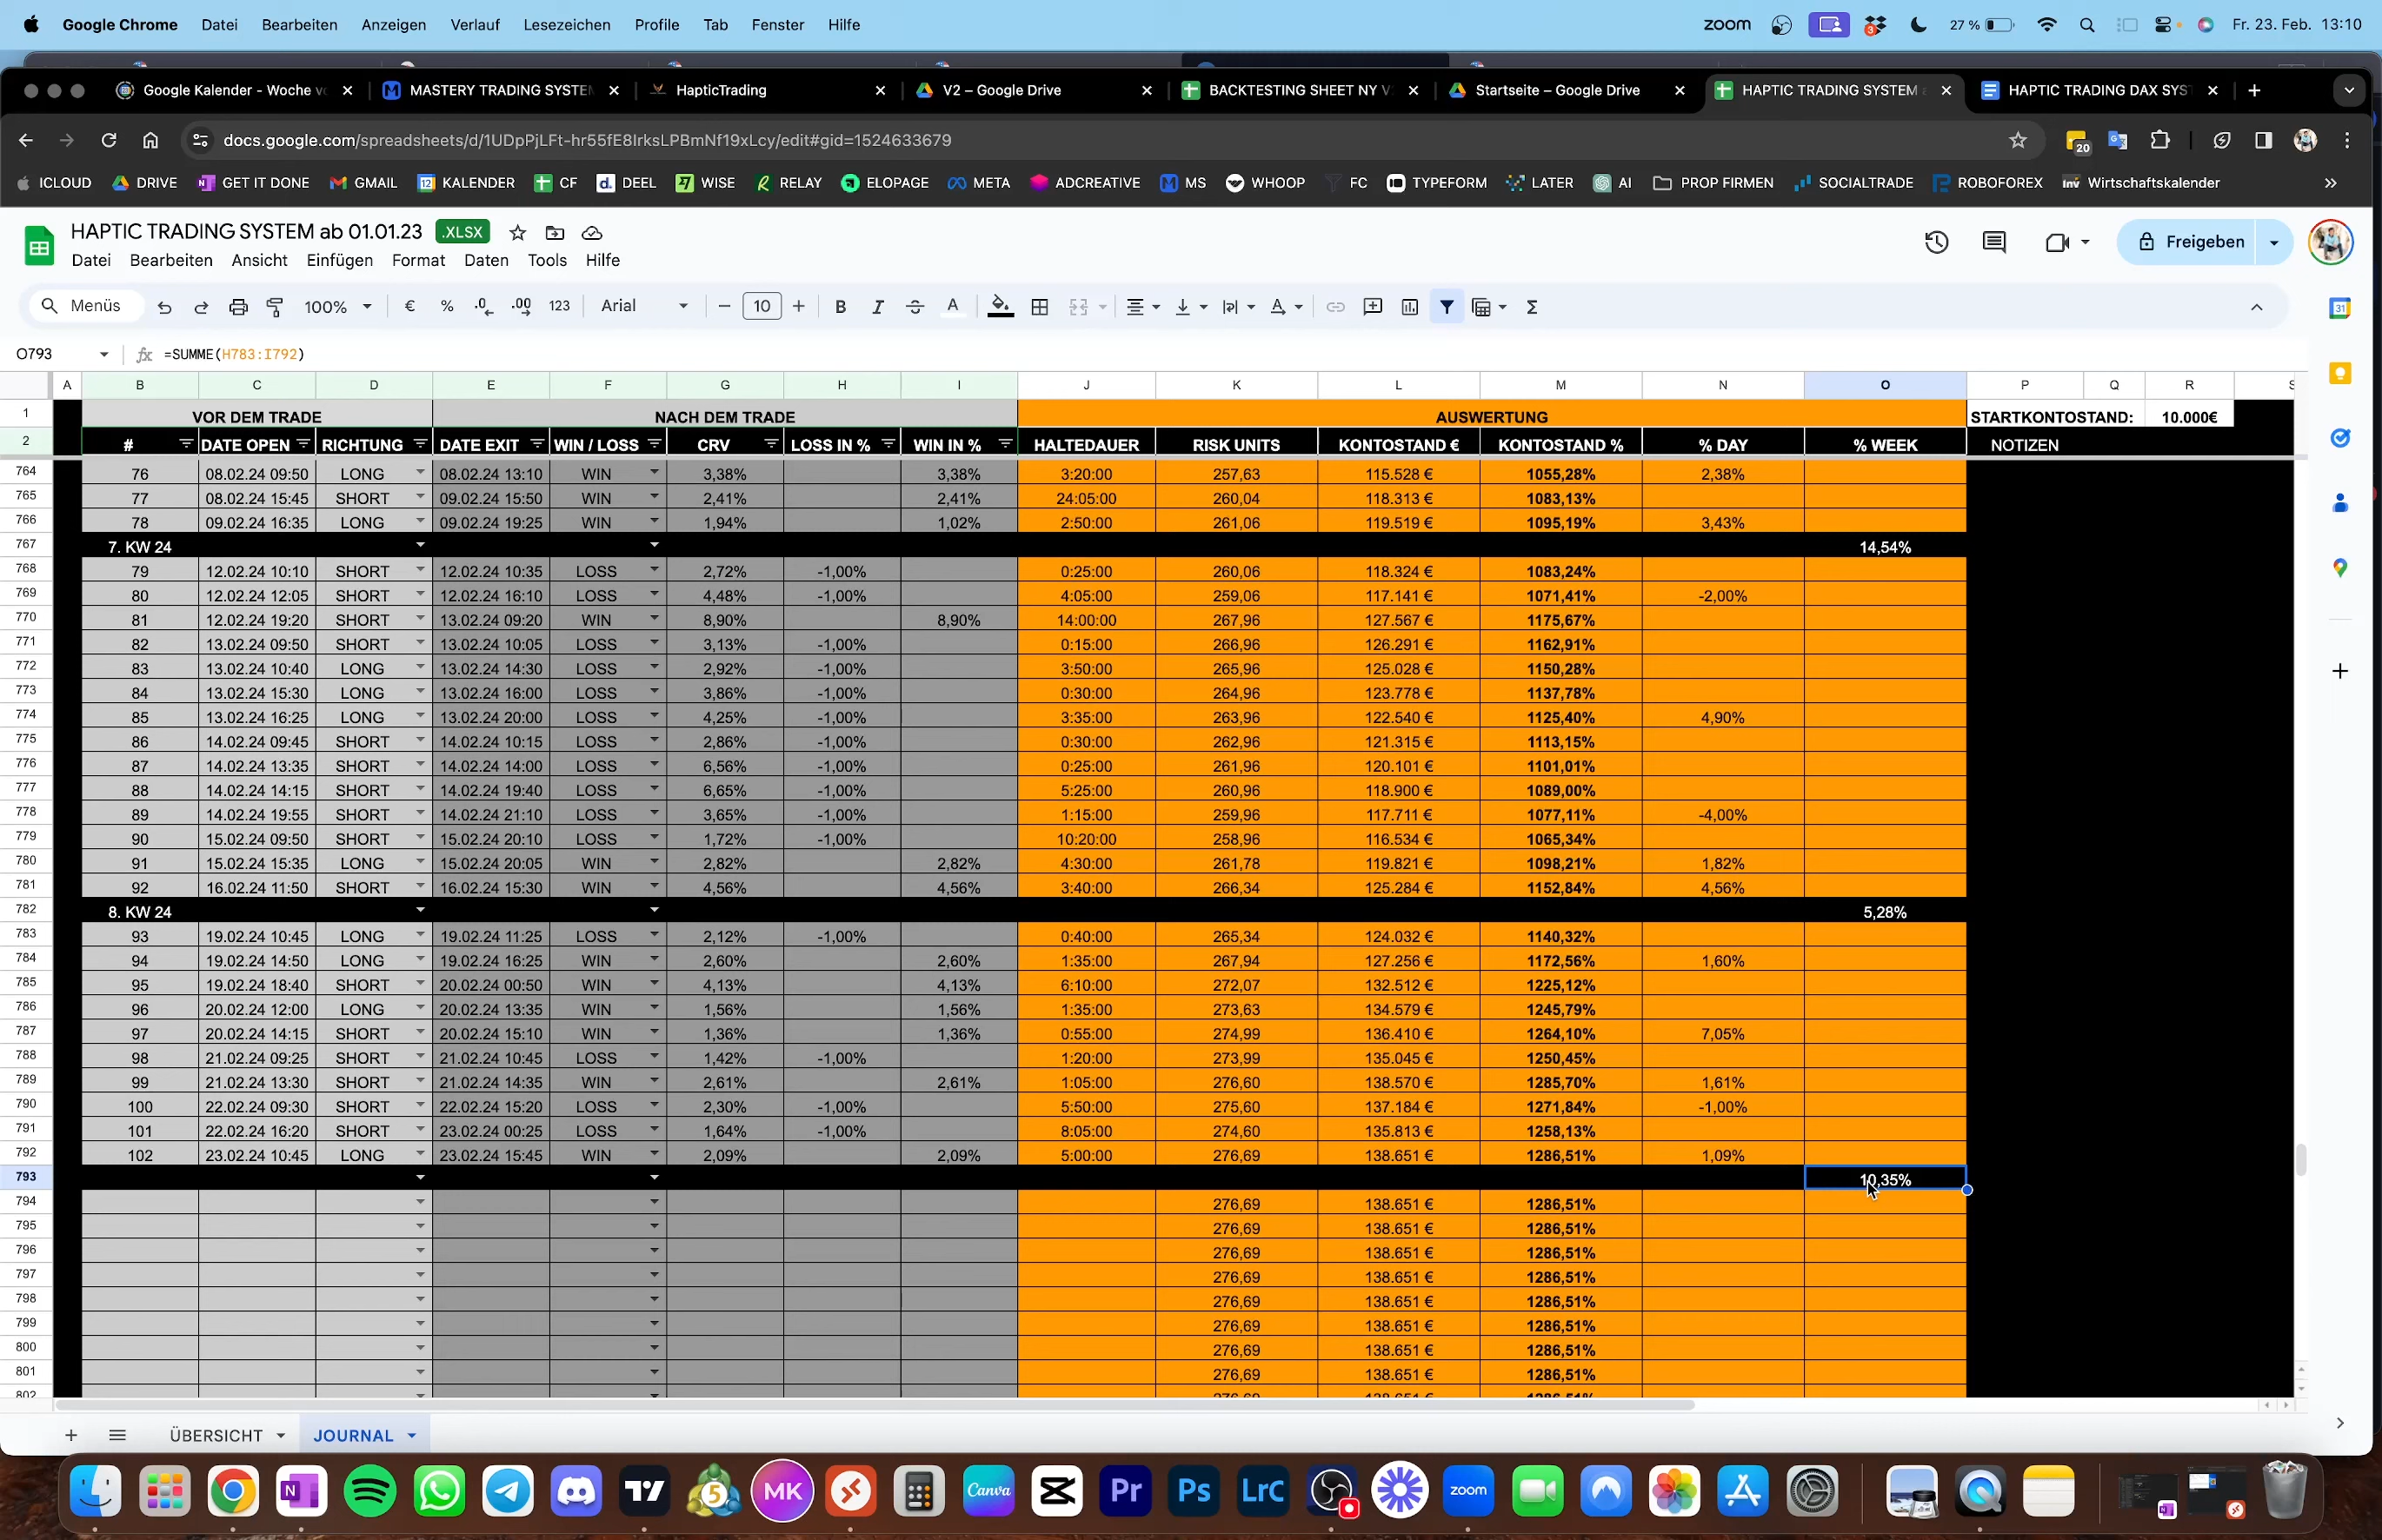 Google Chrome Datei Bearbeiten Anzeigen Verlauf Lesezeichen Profile Tab Fenster Hilfe zoom 3 27 % Fr. 23. Feb. 13:10
Google Kalender - Woche MASTERY TRADING SYSTEM HapticTrading V2 – Google Drive BACKTESTING SHEET NY V Startseite – Google Drive HAPTIC TRADING SYSTEM HAPTIC TRADING DAX SYS
docs.google.com/spreadsheets/d/1UDpPjLFt-hr55fE8IrksLPBmNf19xLcy/edit#gid=1524633679 20
ICLOUD DRIVE GET IT DONE GMAIL KALENDER CF DEEL WISE RELAY ELOPAGE META ADCREATIVE MS WHOOP FC TYPEFORM LATER AI PROP FIRMEN SOCIALTRADE ROBOFOREX Wirtschaftskalender
HAPTIC TRADING SYSTEM ab 01.01.23 .XLSX Freigeben
Datei Bearbeiten Ansicht Einfügen Format Daten Tools Hilfe
Menüs 100% € % .0 .00 123 Arial 10 B I A Σ
O793 fx =SUMME(H783:I792)
A B C D E F G H I J K L M N O P Q R S
1 VOR DEM TRADE NACH DEM TRADE AUSWERTUNG STARTKONTOSTAND: 10.000€
2 # DATE OPEN RICHTUNG DATE EXIT WIN / LOSS CRV LOSS IN % WIN IN % HALTEDAUER RISK UNITS KONTOSTAND € KONTOSTAND % % DAY % WEEK NOTIZEN
764 76 08.02.24 09:50 LONG 08.02.24 13:10 WIN 3,38% 3,38% 3:20:00 257,63 115.528 € 1055,28% 2,38%
765 77 08.02.24 15:45 SHORT 09.02.24 15:50 WIN 2,41% 2,41% 24:05:00 260,04 118.313 € 1083,13%
766 78 09.02.24 16:35 LONG 09.02.24 19:25 WIN 1,94% 1,02% 2:50:00 261,06 119.519 € 1095,19% 3,43%
767 7. KW 24 14,54%
768 79 12.02.24 10:10 SHORT 12.02.24 10:35 LOSS 2,72% -1,00% 0:25:00 260,06 118.324 € 1083,24%
769 80 12.02.24 12:05 SHORT 12.02.24 16:10 LOSS 4,48% -1,00% 4:05:00 259,06 117.141 € 1071,41% -2,00%
770 81 12.02.24 19:20 SHORT 13.02.24 09:20 WIN 8,90% 8,90% 14:00:00 267,96 127.567 € 1175,67%
771 82 13.02.24 09:50 SHORT 13.02.24 10:05 LOSS 3,13% -1,00% 0:15:00 266,96 126.291 € 1162,91%
772 83 13.02.24 10:40 LONG 13.02.24 14:30 LOSS 2,92% -1,00% 3:50:00 265,96 125.028 € 1150,28%
773 84 13.02.24 15:30 LONG 13.02.24 16:00 LOSS 3,86% -1,00% 0:30:00 264,96 123.778 € 1137,78%
774 85 13.02.24 16:25 LONG 13.02.24 20:00 LOSS 4,25% -1,00% 3:35:00 263,96 122.540 € 1125,40% 4,90%
775 86 14.02.24 09:45 SHORT 14.02.24 10:15 LOSS 2,86% -1,00% 0:30:00 262,96 121.315 € 1113,15%
776 87 14.02.24 13:35 SHORT 14.02.24 14:00 LOSS 6,56% -1,00% 0:25:00 261,96 120.101 € 1101,01%
777 88 14.02.24 14:15 SHORT 14.02.24 19:40 LOSS 6,65% -1,00% 5:25:00 260,96 118.900 € 1089,00%
778 89 14.02.24 19:55 SHORT 14.02.24 21:10 LOSS 3,65% -1,00% 1:15:00 259,96 117.711 € 1077,11% -4,00%
779 90 15.02.24 09:50 SHORT 15.02.24 20:10 LOSS 1,72% -1,00% 10:20:00 258,96 116.534 € 1065,34%
780 91 15.02.24 15:35 LONG 15.02.24 20:05 WIN 2,82% 2,82% 4:30:00 261,78 119.821 € 1098,21% 1,82%
781 92 16.02.24 11:50 SHORT 16.02.24 15:30 WIN 4,56% 4,56% 3:40:00 266,34 125.284 € 1152,84% 4,56%
782 8. KW 24 5,28%
783 93 19.02.24 10:45 LONG 19.02.24 11:25 LOSS 2,12% -1,00% 0:40:00 265,34 124.032 € 1140,32%
784 94 19.02.24 14:50 LONG 19.02.24 16:25 WIN 2,60% 2,60% 1:35:00 267,94 127.256 € 1172,56% 1,60%
785 95 19.02.24 18:40 SHORT 20.02.24 00:50 WIN 4,13% 4,13% 6:10:00 272,07 132.512 € 1225,12%
786 96 20.02.24 12:00 LONG 20.02.24 13:35 WIN 1,56% 1,56% 1:35:00 273,63 134.579 € 1245,79%
787 97 20.02.24 14:15 SHORT 20.02.24 15:10 WIN 1,36% 1,36% 0:55:00 274,99 136.410 € 1264,10% 7,05%
788 98 21.02.24 09:25 SHORT 21.02.24 10:45 LOSS 1,42% -1,00% 1:20:00 273,99 135.045 € 1250,45%
789 99 21.02.24 13:30 SHORT 21.02.24 14:35 WIN 2,61% 2,61% 1:05:00 276,60 138.570 € 1285,70% 1,61%
790 100 22.02.24 09:30 SHORT 22.02.24 15:20 LOSS 2,30% -1,00% 5:50:00 275,60 137.184 € 1271,84% -1,00%
791 101 22.02.24 16:20 SHORT 23.02.24 00:25 LOSS 1,64% -1,00% 8:05:00 274,60 135.813 € 1258,13%
792 102 23.02.24 10:45 LONG 23.02.24 15:45 WIN 2,09% 2,09% 5:00:00 276,69 138.651 € 1286,51% 1,09%
793 10,35%
794 276,69 138.651 € 1286,51%
795 276,69 138.651 € 1286,51%
796 276,69 138.651 € 1286,51%
797 276,69 138.651 € 1286,51%
798 276,69 138.651 € 1286,51%
799 276,69 138.651 € 1286,51%
800 276,69 138.651 € 1286,51%
801 276,69 138.651 € 1286,51%
802 276,69 138.651 € 1286,51%
ÜBERSICHT JOURNAL
5 MK Canva Pr Ps LrC zoom